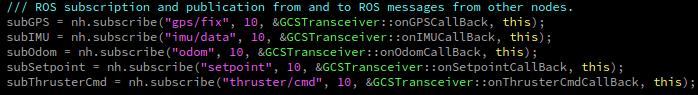 /// ROS subscription and publication from and to ROS messages from other nodes.
subGPS = nh.subscribe("gps/fix", 10, &GCSTransceiver::onGPSCallBack, this);
subIMU = nh.subscribe("imu/data", 10, &GCSTransceiver::onIMUCallBack, this);
subOdom = nh.subscribe("odom", 10, &GCSTransceiver::onOdomCallBack, this);
subSetpoint = nh.subscribe("setpoint", 10, &GCSTransceiver::onSetpointCallBack, this);
subThrusterCmd = nh.subscribe("thruster/cmd", 10, &GCSTransceiver::onThrusterCmdCallBack, this);